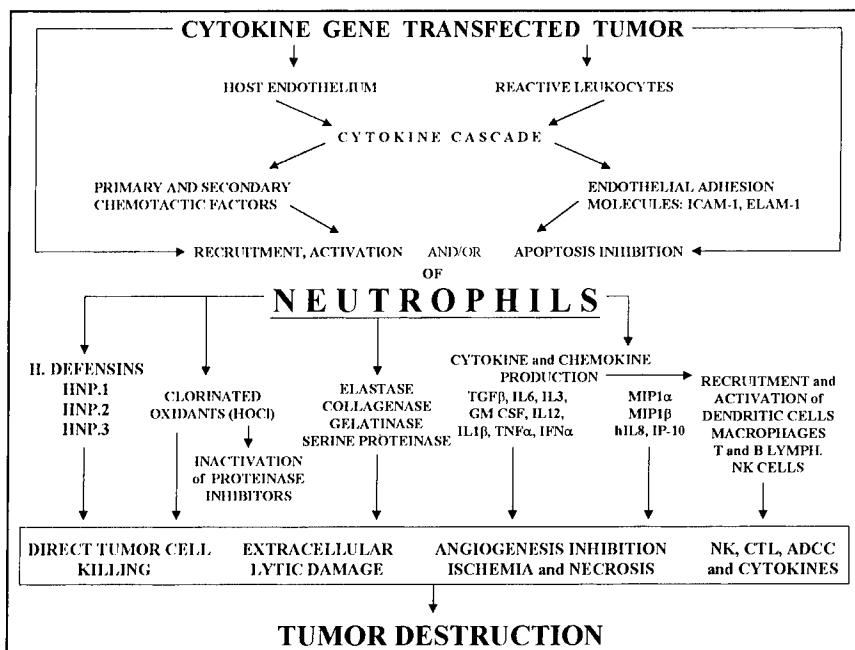 CYTOKINE GENE TRANSFECTED TUMOR
HOST ENDOTHELIUM
REACTIVE LEUKOCYTES
CYTOKINE CASCADE
PRIMARY AND SECONDARY
CHEMOTACTIC FACTORS
ENDOTHELIAL ADHESION
MOLECULES: ICAM-1, ELAM-1
RECRUITMENT, ACTIVATION AND/OR APOPTOSIS INHIBITION
OF
NEUTROPHILS
H. DEFENSINS
HNP.1
HNP.2
HNP.3
CLORINATED
OXIDANTS (HOCl)
INACTIVATION
of PROTEINASE
INHIBITORS
ELASTASE
COLLAGENASE
GELATINASE
SERINE PROTEINASE
CYTOKINE and CHEMOKINE
PRODUCTION
TGFβ, IL6, IL3,
GM CSF, IL12,
IL1β, TNFα, IFNα
MIP1α
MIP1β
hIL8, IP-10
RECRUITMENT and
ACTIVATION of
DENDRITIC CELLS
MACROPHAGES
T and B LYMPH.
NK CELLS
DIRECT TUMOR CELL
KILLING
EXTRACELLULAR
LYTIC DAMAGE
ANGIOGENESIS INHIBITION
ISCHEMIA and NECROSIS
NK, CTL, ADCC
and CYTOKINES
TUMOR DESTRUCTION